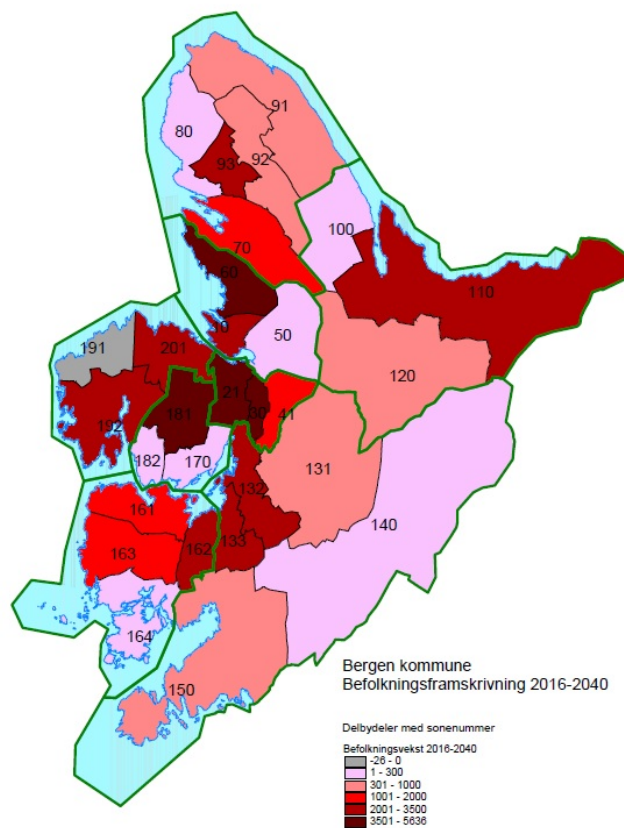 91
80
93
92
100
70
60
110
10
50
191
201
120
21
30
41
181
192
182
170
131
132
140
161
133
162
163
164
150
Bergen kommune
Befolkningsframskrivning 2016-2040
Delbydeler med sonenummer
Befolkningsvekst 2016-2040
-26 - 0
1 - 300
301 - 1000
1001 - 2000
2001 - 3500
3501 - 5636